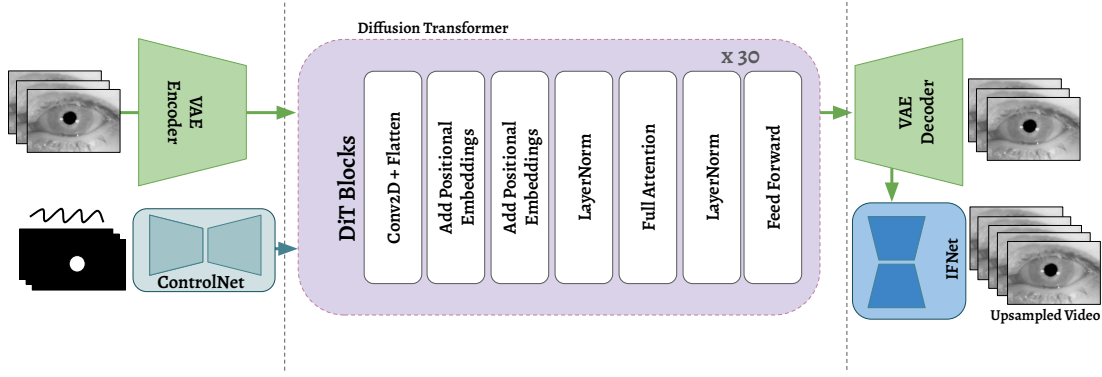 Diffusion Transformer
x 30
VAE
Encoder
DiT Blocks
Conv2D + Flatten
Add Positional
Embeddings
Add Positional
Embeddings
LayerNorm
Full Attention
LayerNorm
Feed Forward
VAE
Decoder
ControlNet
IFNet
Upsampled Video